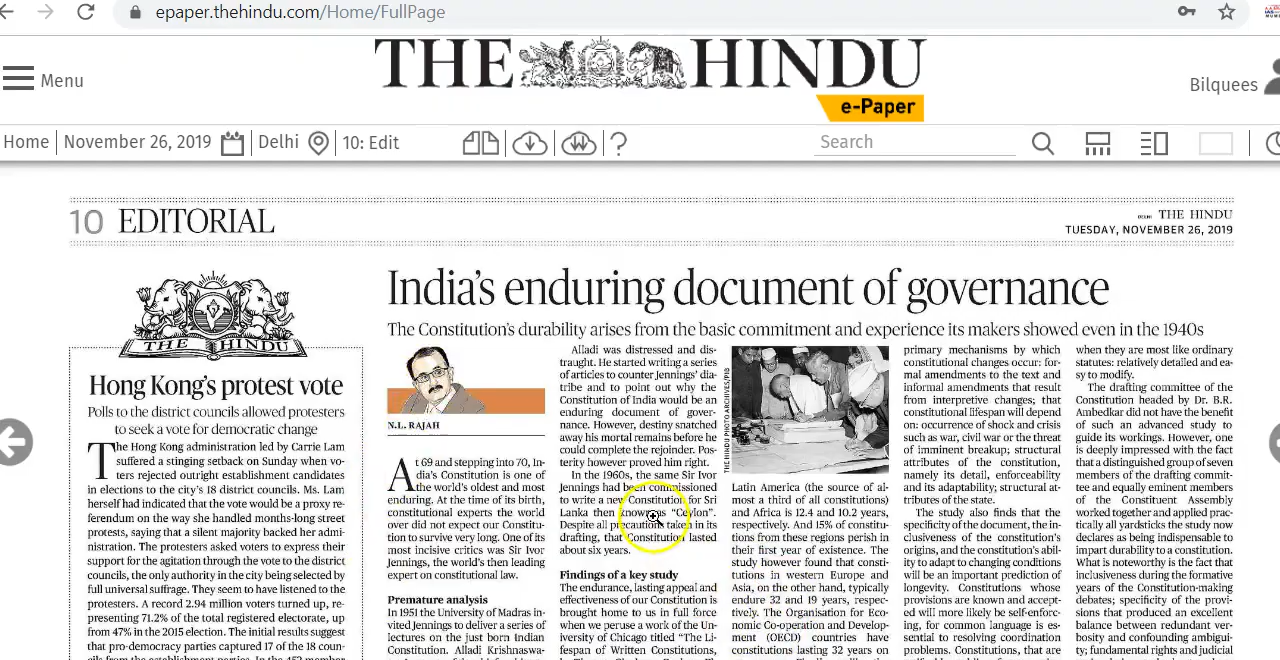 epaper.thehindu.com/Home/FullPage
THE HINDU
e-Paper
Menu
Bilquees
Home
November 26, 2019
Delhi
10: Edit
?
Search
10 EDITORIAL
DELHI THE HINDU
TUESDAY, NOVEMBER 26, 2019
THE HINDU
Hong Kong's protest vote
Polls to the district councils allowed protesters
to seek a vote for democratic change
The Hong Kong administration led by Carrie Lam
suffered a stinging setback on Sunday when vo-
ters rejected outright establishment candidates
in elections to the city's 18 district councils. Ms. Lam
herself had indicated that the vote would be a proxy re-
ferendum on the way she handled months-long street
protests, saying that a silent majority backed her admi-
nistration. The protesters asked voters to express their
support for the agitation through the vote to the district
councils, the only authority in the city being selected by
full universal suffrage. They seem to have listened to the
protesters. A record 2.94 million voters turned up, re-
presenting 71.2% of the total registered electorate, up
from 47% in the 2015 election. The initial results suggest
that pro-democracy parties captured 17 of the 18 coun-
India's enduring document of governance
The Constitution's durability arises from the basic commitment and experience its makers showed even in the 1940s
N.L. RAJAH
At 69 and stepping into 70, In-
dia's Constitution is one of
the world's oldest and most
enduring. At the time of its birth,
constitutional experts the world
over did not expect our Constitu-
tion to survive very long. One of its
most incisive critics was Sir Ivor
Jennings, the world's then leading
expert on constitutional law.
Premature analysis
In 1951 the University of Madras in-
vited Jennings to deliver a series of
lectures on the just born Indian
Constitution. Alladi Krishnaswa-
Alladi was distressed and dis-
traught. He started writing a series
of articles to counter Jennings' dia-
tribe and to point out why the
Constitution of India would be an
enduring document of gover-
nance. However, destiny snatched
away his mortal remains before he
could complete the rejoinder. Pos-
terity however proved him right.
In the 1960s, the same Sir Ivor
Jennings had been commissioned
to write a new Constitution for Sri
Lanka then known as "Ceylon".
Despite all precaution taken in its
drafting, that Constitution lasted
about six years.
Findings of a key study
The endurance, lasting appeal and
effectiveness of our Constitution is
brought home to us in full force
when we peruse a work of the Un-
iversity of Chicago titled "The Li-
fespan of Written Constitutions,
THE HINDU PHOTO ARCHIVES/PIB
Latin America (the source of al-
most a third of all constitutions)
and Africa is 12.4 and 10.2 years,
respectively. And 15% of constitu-
tions from these regions perish in
their first year of existence. The
study however found that consti-
tutions in western Europe and
Asia, on the other hand, typically
endure 32 and 19 years, respec-
tively. The Organisation for Eco-
nomic Co-operation and Develop-
ment (OECD) countries have
constitutions lasting 32 years on
primary mechanisms by which
constitutional changes occur: for-
mal amendments to the text and
informal amendments that result
from interpretive changes; that
constitutional lifespan will depend
on: occurrence of shock and crisis
such as war, civil war or the threat
of imminent breakup; structural
attributes of the constitution,
namely its detail, enforceability
and its adaptability; structural at-
tributes of the state.
The study also finds that the
specificity of the document, the in-
clusiveness of the constitution's
origins, and the constitution's abil-
ity to adapt to changing conditions
will be an important prediction of
longevity. Constitutions whose
provisions are known and accept-
ed will more likely be self-enforc-
ing, for common language is es-
sential to resolving coordination
problems. Constitutions, that are
when they are most like ordinary
statutes: relatively detailed and ea-
sy to modify.
The drafting committee of the
Constitution headed by Dr. B.R.
Ambedkar did not have the benefit
of such an advanced study to
guide its workings. However, one
is deeply impressed with the fact
that a distinguished group of seven
members of the drafting commit-
tee and equally eminent members
of the Constituent Assembly
worked together and applied prac-
tically all yardsticks the study now
declares as being indispensable to
impart durability to a constitution.
What is noteworthy is the fact that
inclusiveness during the formative
years of the Constitution-making
debates; specificity of the provi-
sions that produced an excellent
balance between redundant ver-
bosity and confounding ambigui-
ty; fundamental rights and judicial